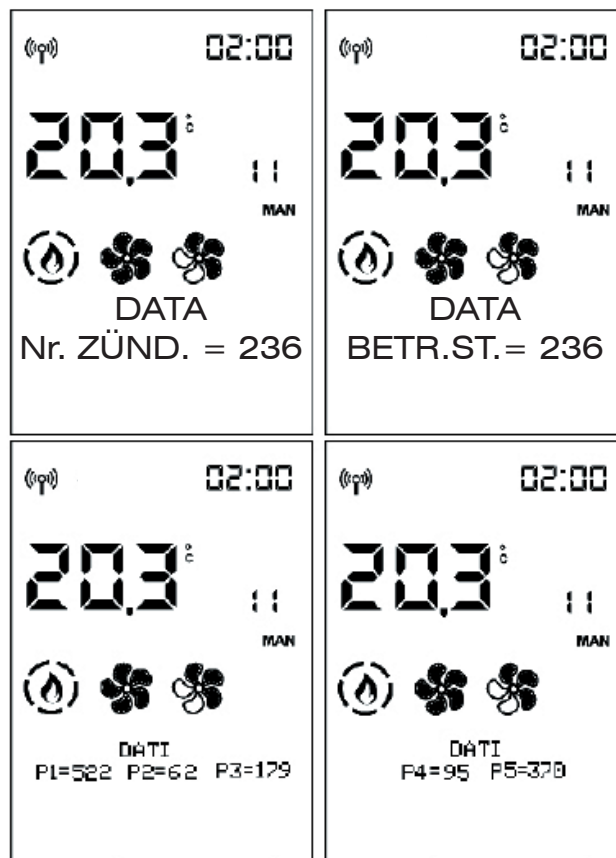 02:00
20,3 °C
11
MAN
DATA
Nr. ZÜND. = 236
02:00
20,3 °C
11
MAN
DATA
BETR.ST.= 236
02:00
20,3 °C
11
MAN
DATI
P1=522 P2=62 P3=179
02:00
20,3 °C
11
MAN
DATI
P4=95 P5=370